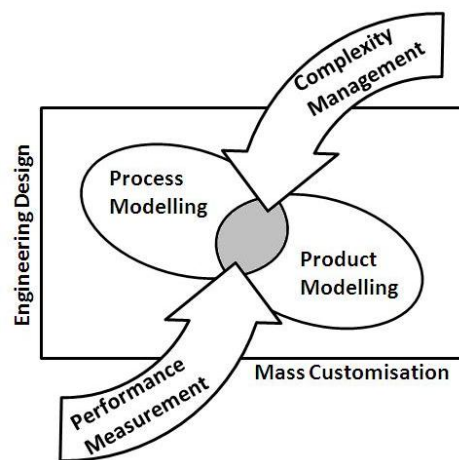 Complexity
Management
Process
Modelling
Engineering Design
Product
Modelling
Performance
Measurement
Mass Customisation